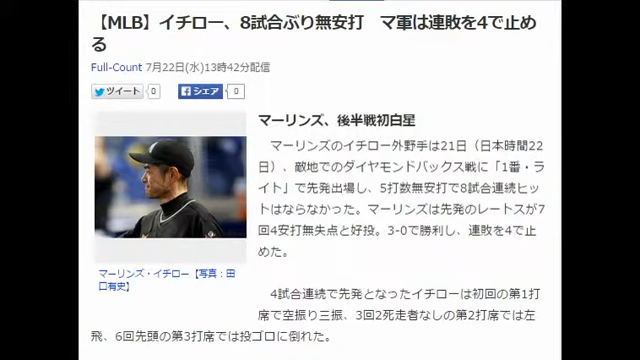 【MLB】イチロー、8試合ぶり無安打　マ軍は連敗を4で止め
る
Full-Count 7月22日(水)13時42分配信
ツイート 0 シェア 0
マーリンズ、後半戦初白星
　マーリンズのイチロー外野手は21日（日本時間22
日）、敵地でのダイヤモンドバックス戦に「1番・ラ
イト」で先発出場し、5打数無安打で8試合連続ヒッ
トはならなかった。マーリンズは先発のレートスが7
回4安打無失点と好投。3-0で勝利し、連敗を4で止
めた。
マーリンズ・イチロー【写真：田
口有史】
　4試合連続で先発となったイチローは初回の第1打
席で空振り三振、3回2死走者なしの第2打席では左
飛、6回先頭の第3打席では投ゴロに倒れた。